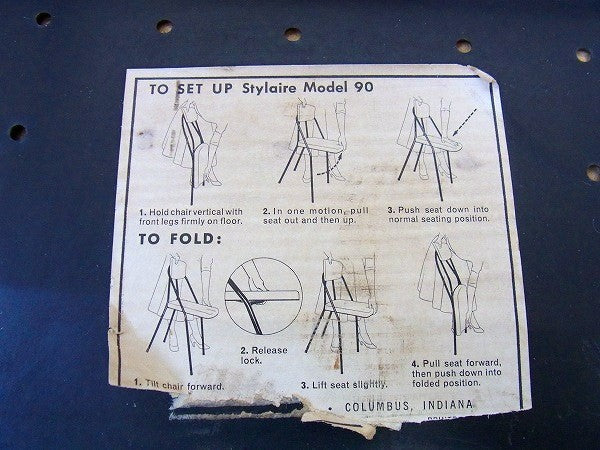 TO SET UP Stylaire Model 90
1. Hold chair vertical with
front legs firmly on floor.
2. In one motion, pull
seat out and then up.
3. Push seat down into
normal seating position.
TO FOLD:
1. Tilt chair forward.
2. Release
lock.
3. Lift seat slightly.
4. Pull seat forward,
then push down into
folded position.
• COLUMBUS, INDIANA